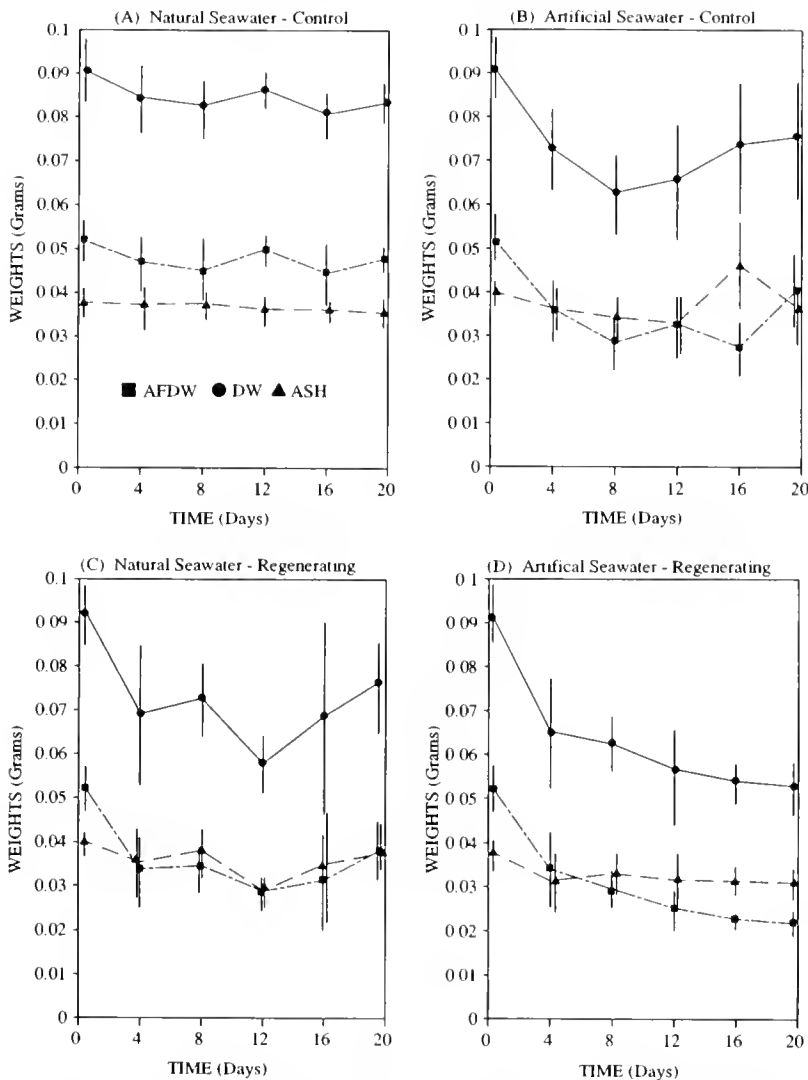 (A) Natural Seawater - Control
0.1
0.09
0.08
0.07
0.06
0.05
0.04
0.03
0.02
0.01
0
WEIGHTS (Grams)
■ AFDW ● DW ▲ ASH
0 4 8 12 16 20
TIME (Days)
(B) Artificial Seawater - Control
0.1
0.09
0.08
0.07
0.06
0.05
0.04
0.03
0.02
0.01
0
WEIGHTS (Grams)
0 4 8 12 16 20
TIME (Days)
(C) Natural Seawater - Regenerating
0.1
0.09
0.08
0.07
0.06
0.05
0.04
0.03
0.02
0.01
0
WEIGHTS (Grams)
0 4 8 12 16 20
TIME (Days)
(D) Artifical Seawater - Regenerating
0.1
0.09
0.08
0.07
0.06
0.05
0.04
0.03
0.02
0.01
0
WEIGHTS (Grams)
0 4 8 12 16 20
TIME (Days)